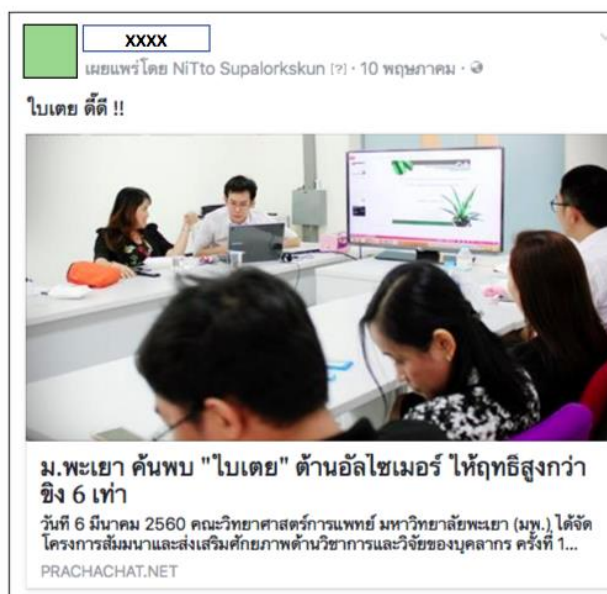 XXXX
เผยแพร่โดย NiTto Supalorkskun [?] · 10 พฤษภาคม ·
ใบเตย ดี๊ดี !!
ม.พะเยา ค้นพบ "ใบเตย" ต้านอัลไซเมอร์ ให้ฤทธิ์สูงกว่า
ขิง 6 เท่า
วันที่ 6 มีนาคม 2560 คณะวิทยาศาสตร์การแพทย์ มหาวิทยาลัยพะเยา (มพ.) ได้จัด
โครงการสัมมนาและส่งเสริมศักยภาพด้านวิชาการและวิจัยของบุคลากร ครั้งที่ 1...
PRACHACHAT.NET